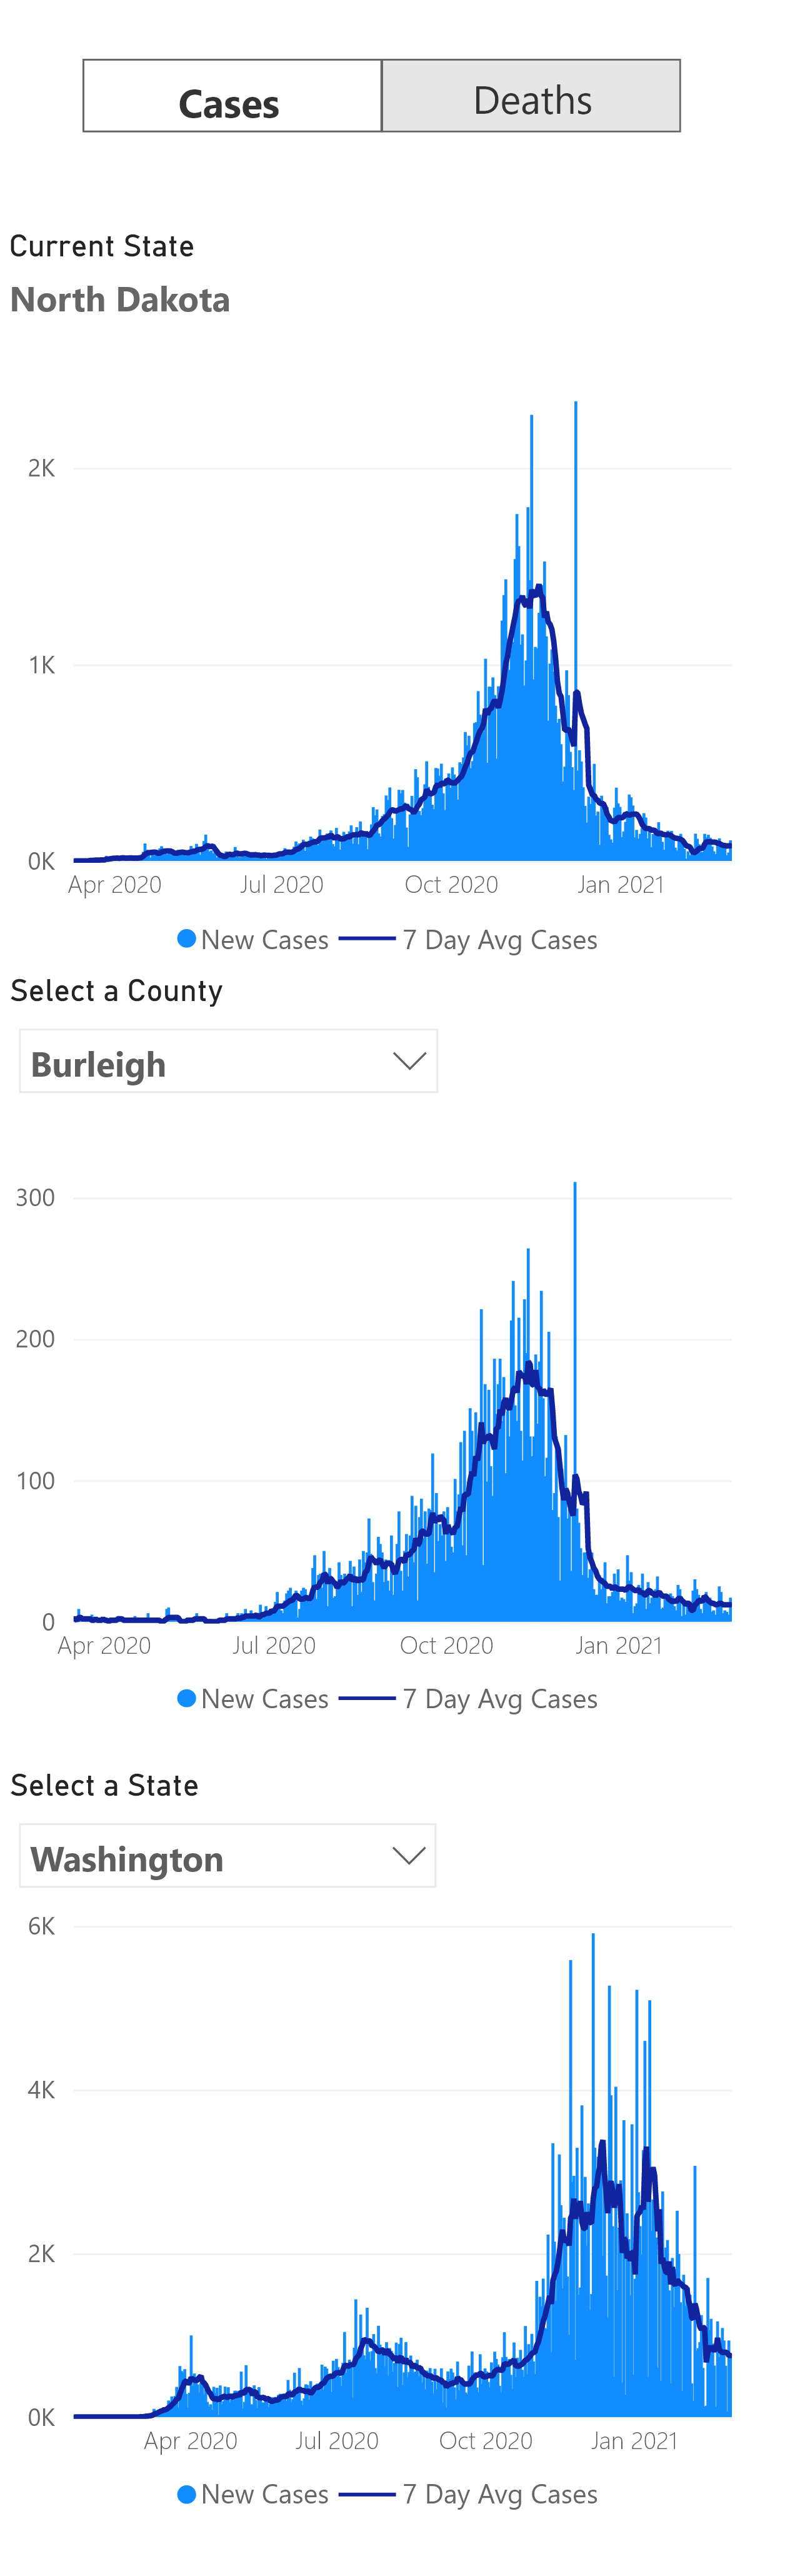 Cases Deaths
Current State
North Dakota
2K
1K
0K
Apr 2020 Jul 2020 Oct 2020 Jan 2021
New Cases 7 Day Avg Cases
Select a County
Burleigh
300
200
100
0
Apr 2020 Jul 2020 Oct 2020 Jan 2021
New Cases 7 Day Avg Cases
Select a State
Washington
6K
4K
2K
0K
Apr 2020 Jul 2020 Oct 2020 Jan 2021
New Cases 7 Day Avg Cases